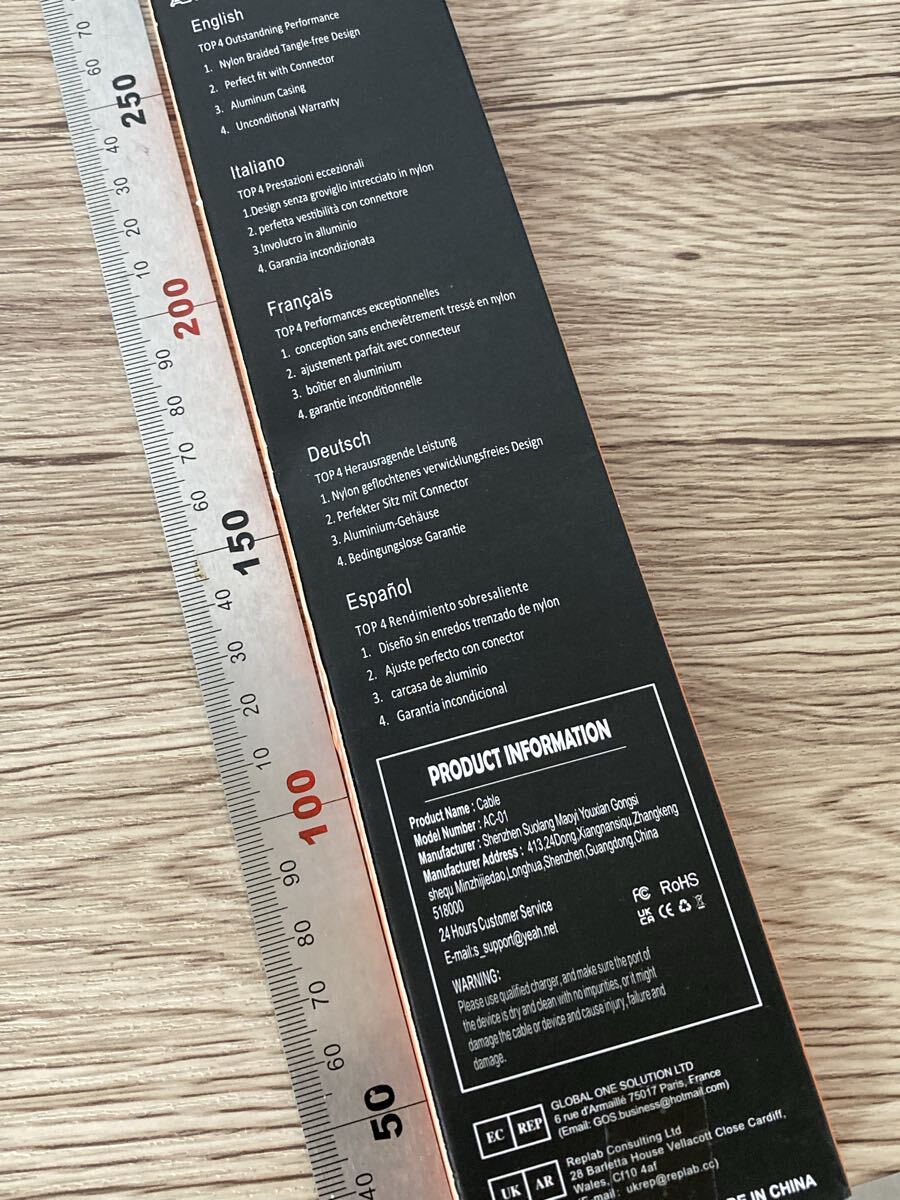 English
TOP 4 Outstandning Performance
1. Nylon Braided Tangle-free Design
2. Perfect fit with Connector
3. Aluminum Casing
4. Unconditional Warranty
Italiano
TOP 4 Prestazioni eccezionali
1.Design senza groviglio intrecciato in nylon
2. perfetta vestibilità con connettore
3.Involucro in alluminio
4. Garanzia incondizionata
Français
TOP 4 Performances exceptionnelles
1. conception sans enchevêtrement tressé en nylon
2. ajustement parfait avec connecteur
3. boîtier en aluminium
4. garantie inconditionnelle
Deutsch
TOP 4 Herausragende Leistung
1. Nylon geflochtenes verwicklungsfreies Design
2. Perfekter Sitz mit Connector
3. Aluminium-Gehäuse
4. Bedingungslose Garantie
Español
TOP 4 Rendimiento sobresaliente
1. Diseño sin enredos trenzado de nylon
2. Ajuste perfecto con conector
3. carcasa de aluminio
4. Garantía incondicional
PRODUCT INFORMATION
Product Name : Cable
Model Number : AC-01
Manufacturer : Shenzhen Suolang Maoyi Youxian Gongsi
Manufacturer Address : 413,24Dong,Xiangnansiqu,Zhangkeng
shequ Minzhijiedao,Longhua,Shenzhen,Guangdong,China
518000
24 Hours Customer Service
E-mail:s_support@yeah.net
FC RoHS
UK CA CE
WARNING:
Please use qualified charger, and make sure the port of
the device is dry and clean with no impurities, or it might
damage the cable or device and cause injury, failure and
damage.
EC REP
GLOBAL ONE SOLUTION LTD
6 rue d'Armaillé 75017 Paris, France
(Email: GOS.business@hotmail.com)
UK AR
Replab Consulting Ltd
28 Barletta House Vellacott Close Cardiff,
Wales, Cf10 4af
mail: ukrep@replab.cc)
IN CHINA
70
60
250
40
30
20
10
200
90
80
70
60
150
40
30
20
10
100
90
80
70
60
50
40